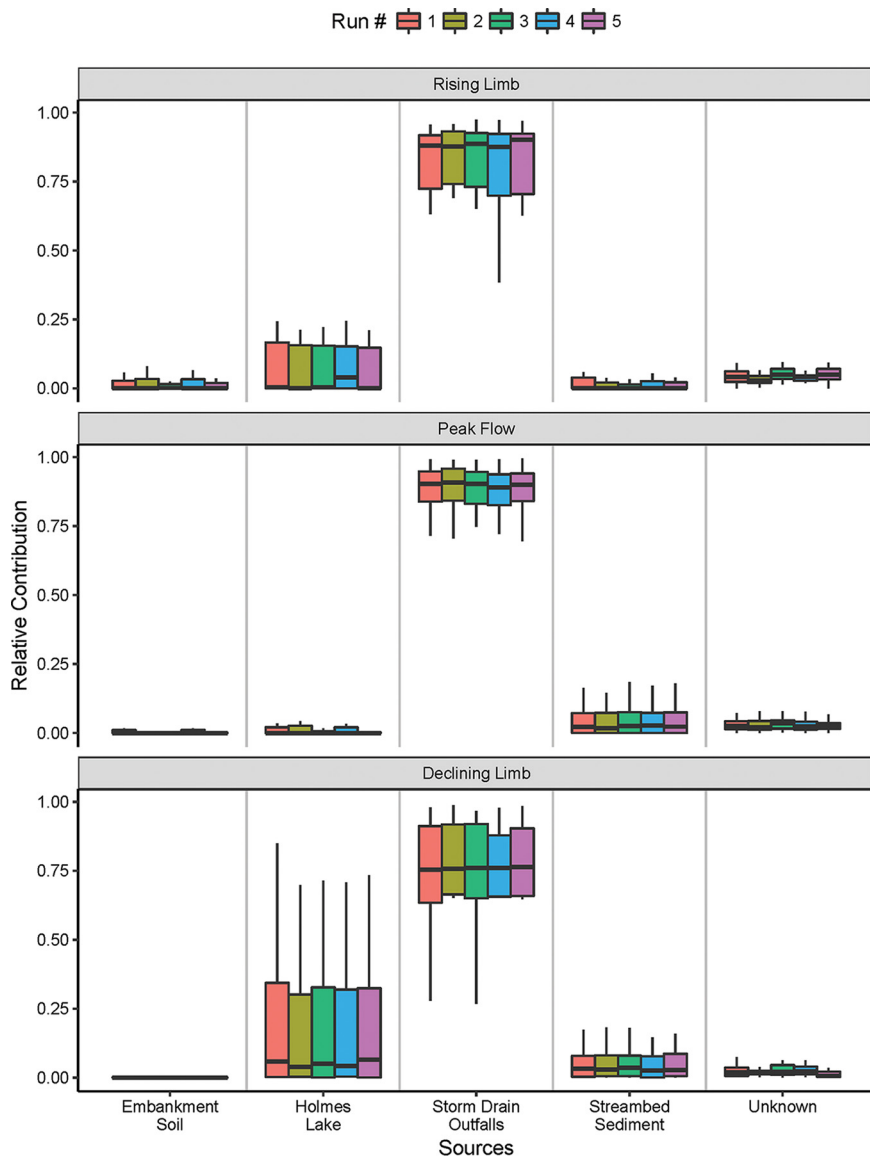 Run # 1 2 3 4 5
Rising Limb
1.00
0.75
0.50
0.25
0.00
Peak Flow
1.00
0.75
0.50
0.25
0.00
Relative Contribution
Declining Limb
1.00
0.75
0.50
0.25
0.00
Embankment Soil
Holmes Lake
Storm Drain Outfalls
Streambed Sediment
Unknown
Sources